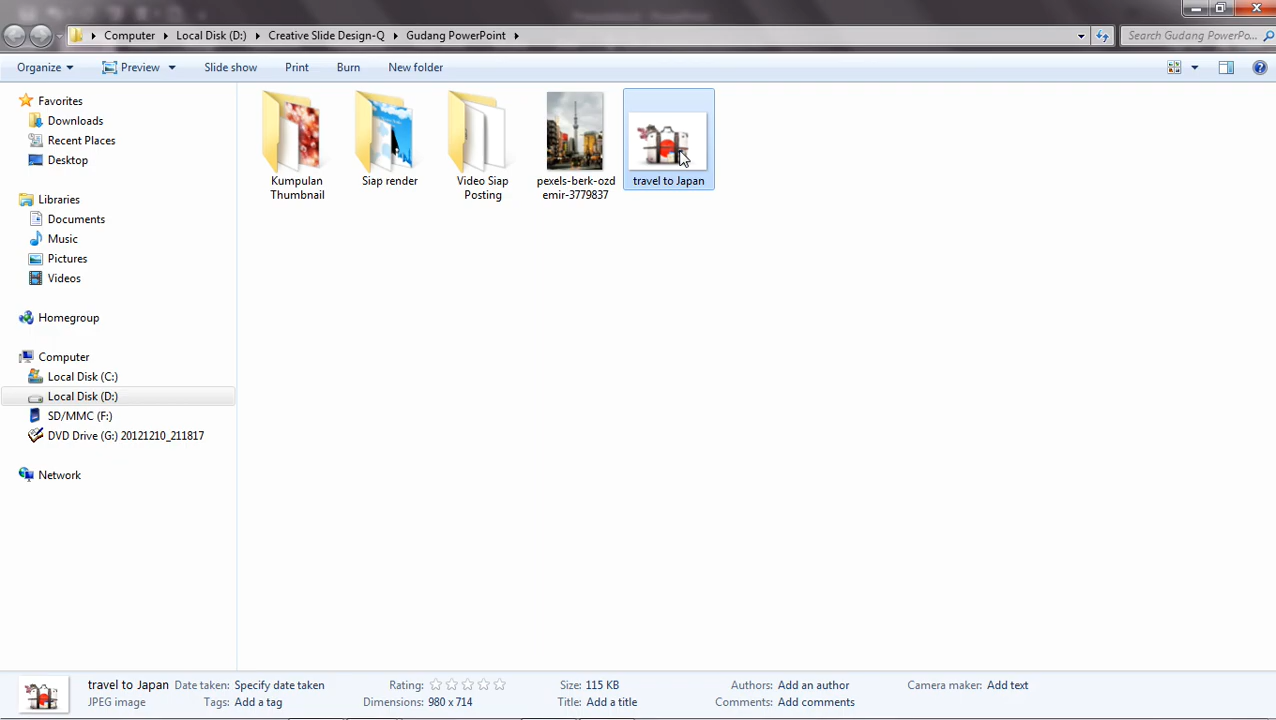 Computer Local Disk (D:) Creative Slide Design-Q Gudang PowerPoint Search Gudang PowerPo...
Organize Preview Slide show Print Burn New folder
Favorites
Downloads
Recent Places
Desktop
Libraries
Documents
Music
Pictures
Videos
Homegroup
Computer
Local Disk (C:)
Local Disk (D:)
SD/MMC (F:)
DVD Drive (G:) 20121210_211817
Network
Kumpulan
Thumbnail
Siap render
Video Siap
Posting
pexels-berk-ozd
emir-3779837
travel to Japan
travel to Japan Date taken: Specify date taken Rating: Size: 115 KB Authors: Add an author Camera maker: Add text
JPEG image Tags: Add a tag Dimensions: 980 x 714 Title: Add a title Comments: Add comments